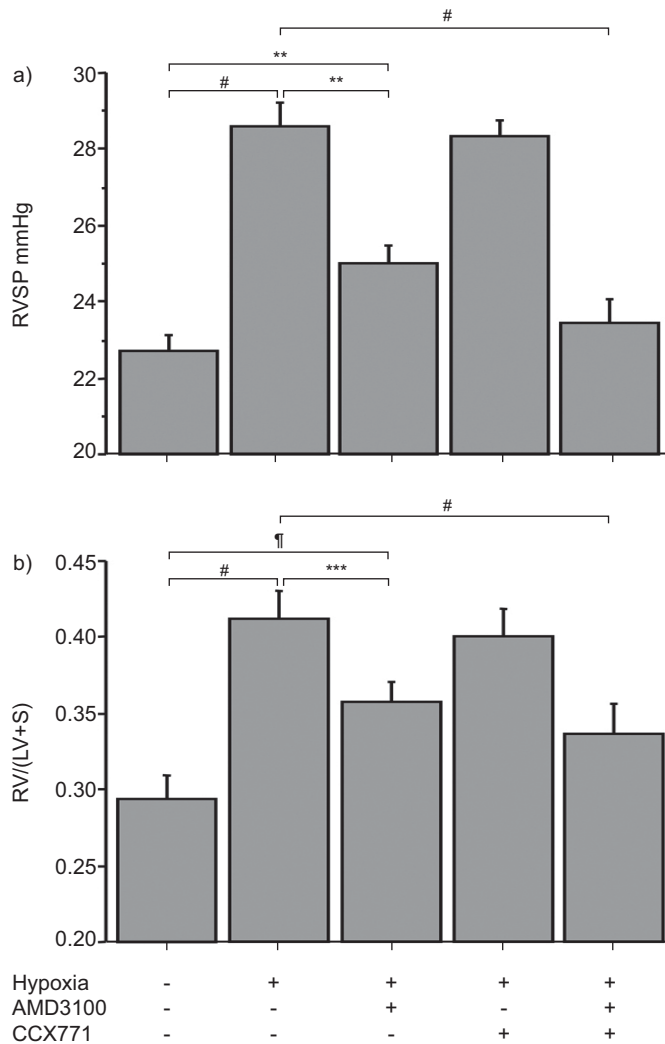 #
**
a)
# **
30
28
26
24
22
20
RVSP mmHg
#
¶
b)
# ***
0.45
0.40
0.35
0.30
0.25
0.20
RV/(LV+S)
Hypoxia - + + + +
AMD3100 - - + - +
CCX771 - - - + +